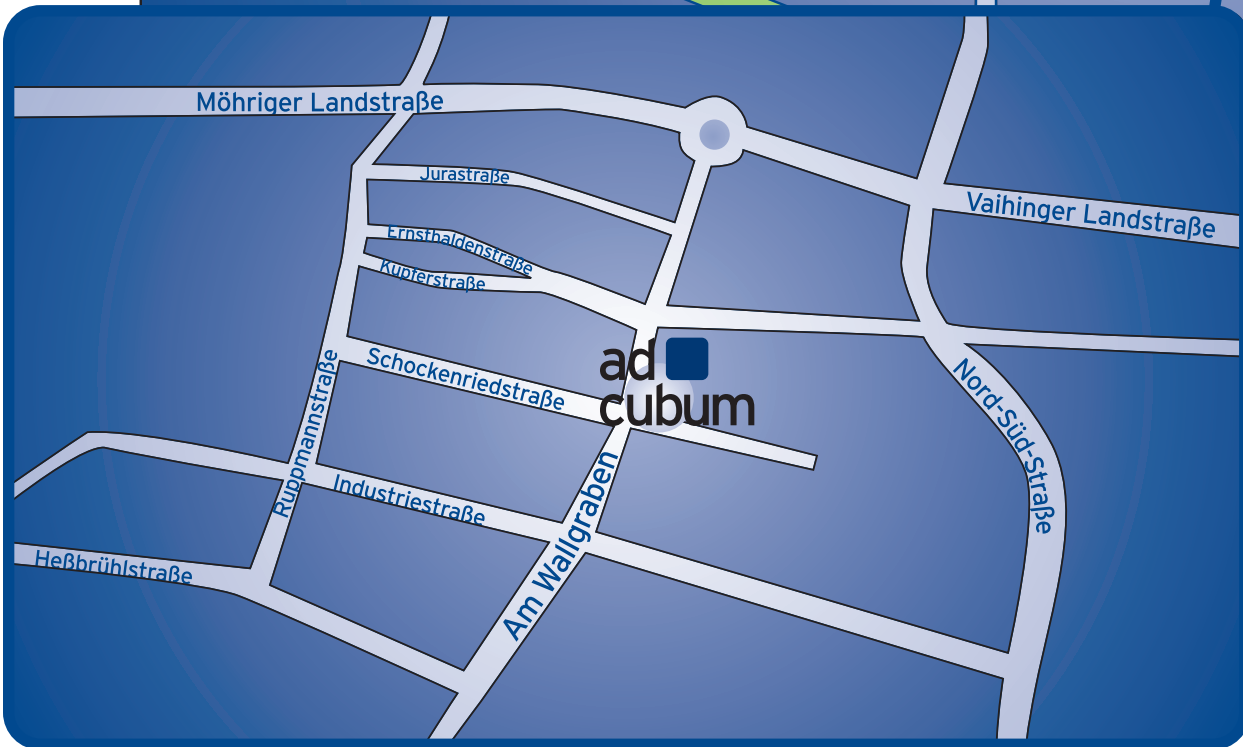 Möhriger Landstraße
Jurastraße
Vaihinger Landstraße
Ernsthaldenstraße
Kupferstraße
Schockenriedstraße
ad
cubum
Ruppmannstraße
Nord-Süd-Straße
Industriestraße
Am Wallgraben
Heßbrühlstraße